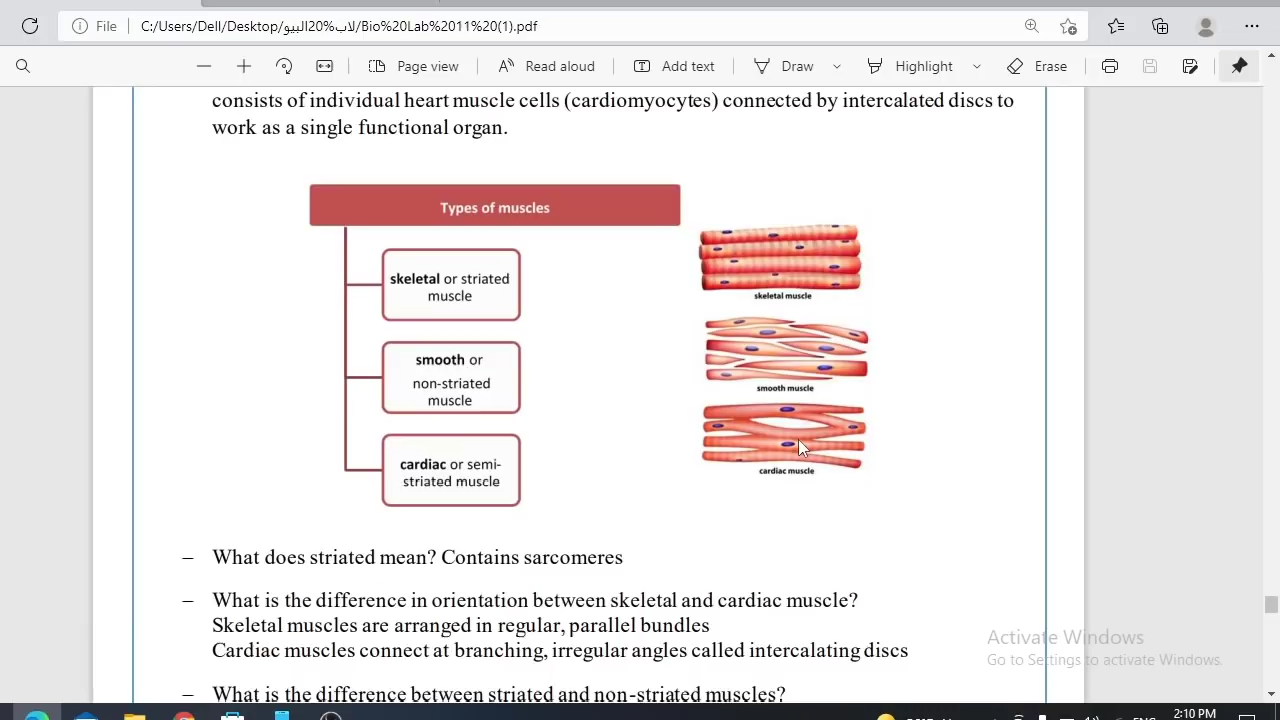 File
C:/Users/Dell/Desktop/لاب%20البيو/Bio%20Lab%2011%20(1).pdf
Page view
Read aloud
Add text
Draw
Highlight
Erase
consists of individual heart muscle cells (cardiomyocytes) connected by intercalated discs to
work as a single functional organ.
Types of muscles
skeletal or striated
muscle
smooth or
non-striated
muscle
cardiac or semi-
striated muscle
skeletal muscle
smooth muscle
cardiac muscle
– What does striated mean? Contains sarcomeres
– What is the difference in orientation between skeletal and cardiac muscle?
Skeletal muscles are arranged in regular, parallel bundles
Cardiac muscles connect at branching, irregular angles called intercalating discs
– What is the difference between striated and non-striated muscles?
Activate Windows
Go to Settings to activate Windows.
2:10 PM